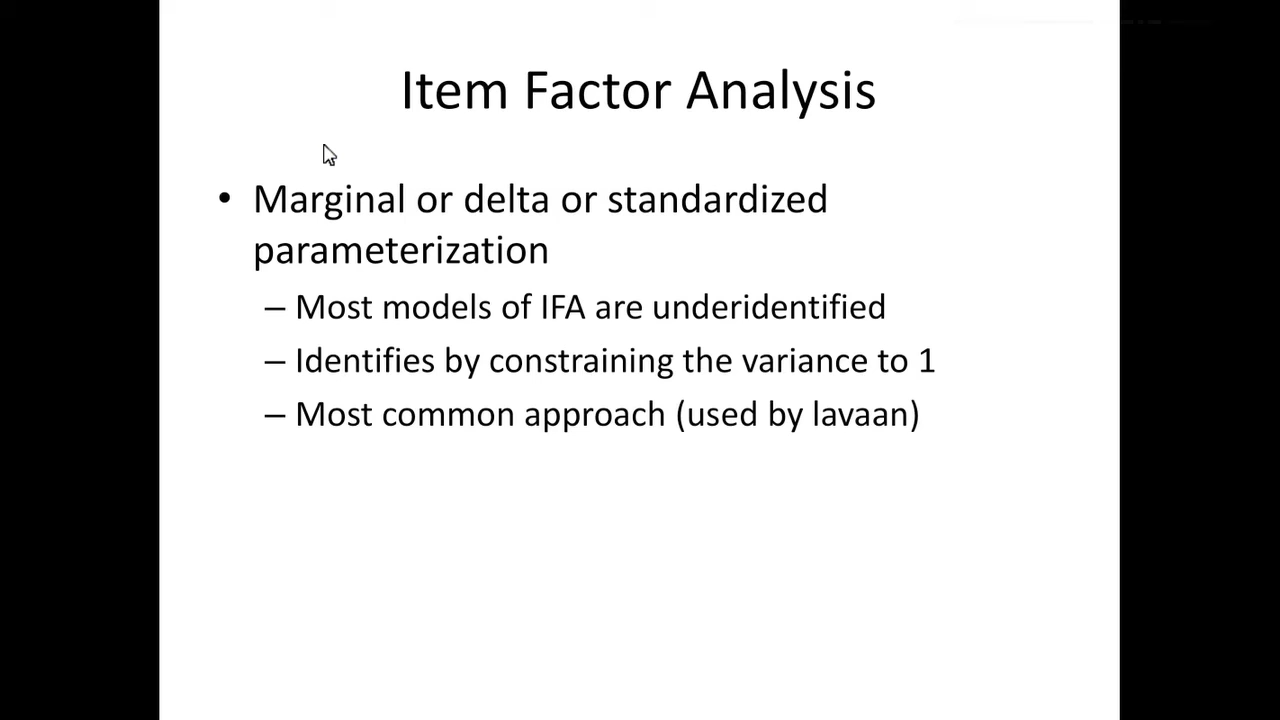 Item Factor Analysis
• Marginal or delta or standardized
parameterization
– Most models of IFA are underidentified
– Identifies by constraining the variance to 1
– Most common approach (used by lavaan)